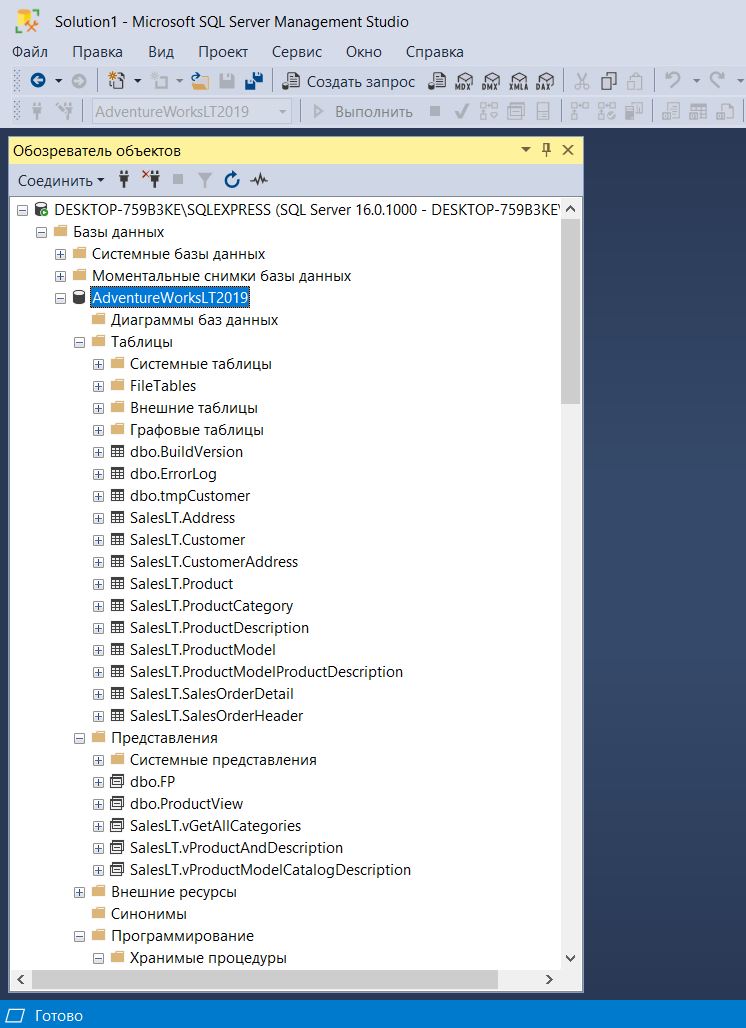 Solution1 - Microsoft SQL Server Management Studio
Файл Правка Вид Проект Сервис Окно Справка
Создать запрос MDX DMX XMLA DAX
AdventureWorksLT2019 Выполнить
Обозреватель объектов
Соединить
DESKTOP-759B3KE\SQLEXPRESS (SQL Server 16.0.1000 - DESKTOP-759B3KE\
Базы данных
Системные базы данных
Моментальные снимки базы данных
AdventureWorksLT2019
Диаграммы баз данных
Таблицы
Системные таблицы
FileTables
Внешние таблицы
Графовые таблицы
dbo.BuildVersion
dbo.ErrorLog
dbo.tmpCustomer
SalesLT.Address
SalesLT.Customer
SalesLT.CustomerAddress
SalesLT.Product
SalesLT.ProductCategory
SalesLT.ProductDescription
SalesLT.ProductModel
SalesLT.ProductModelProductDescription
SalesLT.SalesOrderDetail
SalesLT.SalesOrderHeader
Представления
Системные представления
dbo.FP
dbo.ProductView
SalesLT.vGetAllCategories
SalesLT.vProductAndDescription
SalesLT.vProductModelCatalogDescription
Внешние ресурсы
Синонимы
Программирование
Хранимые процедуры
Готово